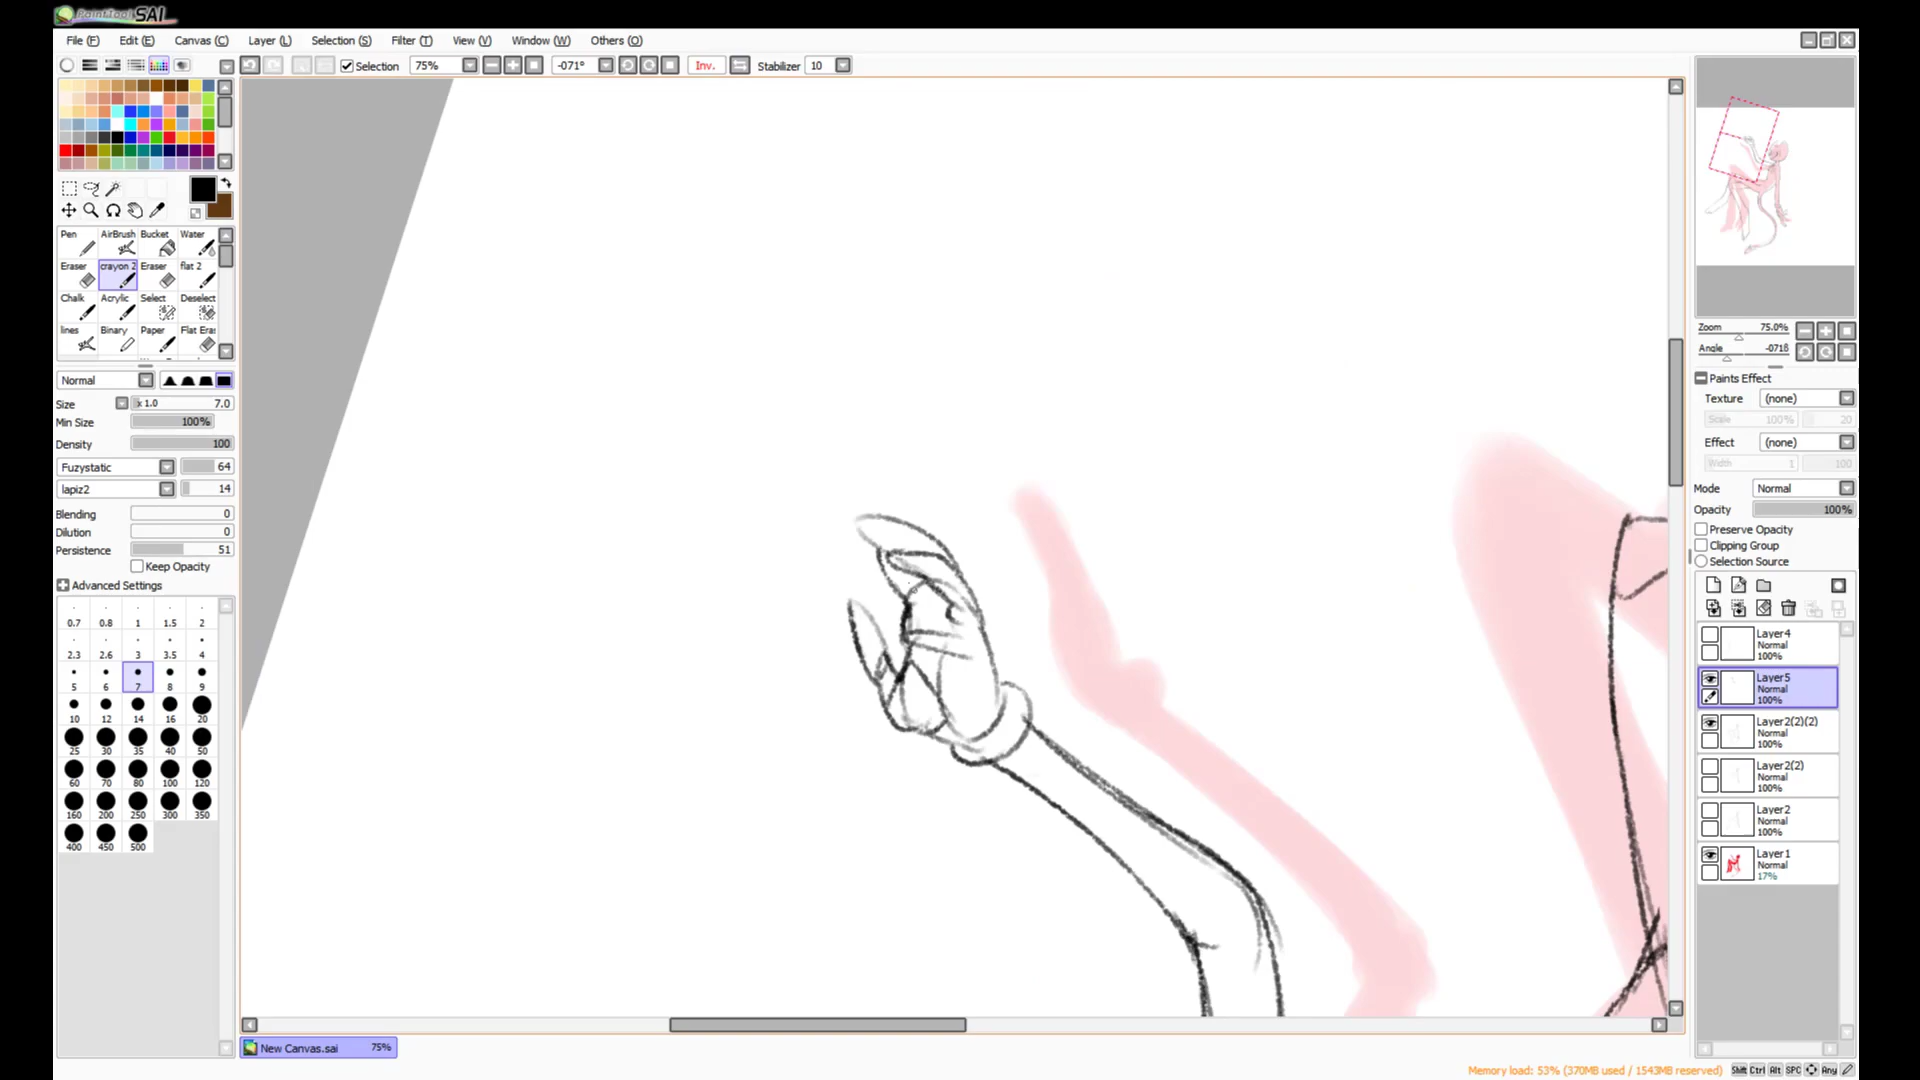 PaintTool SAI
File (F) Edit (E) Canvas (C) Layer (L) Selection (S) Filter (T) View (V) Window (W) Others (O)
Selection 75% -071° Inv. Stabilizer 10
Pen AirBrush Bucket Water
Eraser crayon 2 Eraser flat 2
Chalk Acrylic Select Deselect
lines Binary Paper Flat Era
Normal
Size x 1.0 7.0
Min Size 100%
Density 100
Fuzystatic 64
lapiz2 14
Blending 0
Dilution 0
Persistence 51
Keep Opacity
Advanced Settings
0.7 0.8 1 1.5 2
2.3 2.6 3 3.5 4
5 6 7 8 9
10 12 14 16 20
25 30 35 40 50
60 70 80 100 120
160 200 250 300 350
400 450 500
Zoom 75.0%
Angle -071ß
Paints Effect
Texture (none)
Scale 100% 20
Effect (none)
Width 1 100
Mode Normal
Opacity 100%
Preserve Opacity
Clipping Group
Selection Source
Layer4
Normal
100%
Layer5
Normal
100%
Layer2(2)(2)
Normal
100%
Layer2(2)
Normal
100%
Layer2
Normal
100%
Layer1
Normal
17%
New Canvas.sai 75%
Memory load: 53% (370MB used / 1543MB reserved) Shift Ctrl Alt SPC Any